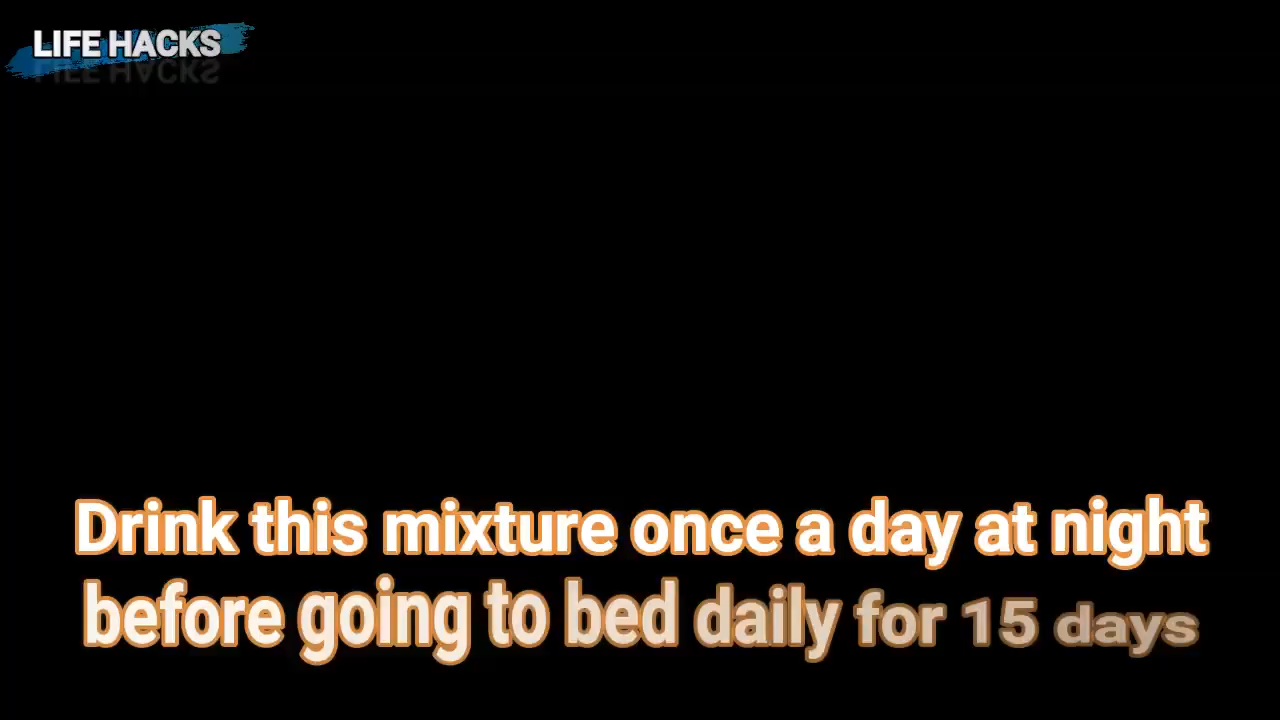 LIFE HACKS
Drink this mixture once a day at night
before going to bed daily for 15 days